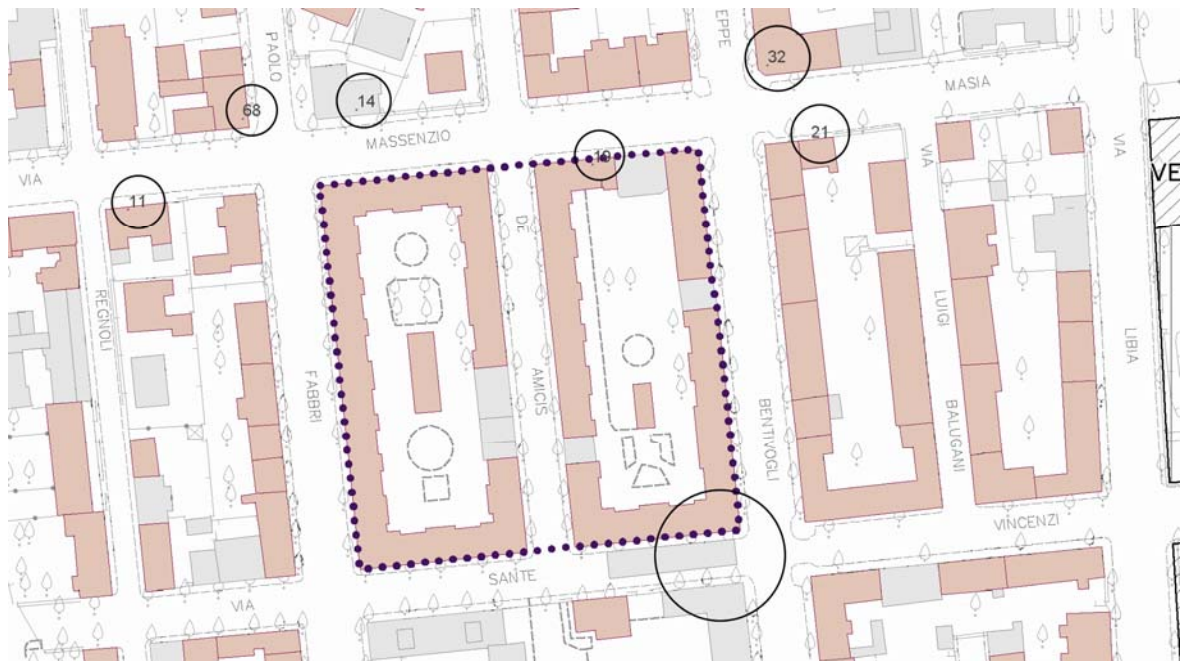 PAOLO
EPPE
32
14
68
MASIA
21
MASSENZIO
VIA
VIA
19
VIA
VE
11
DE
REGNOLI
LUIGI
LIBIA
FABBRI
AMICIS
BENTIVOGLI
BALUGANI
VINCENZI
SANTE
VIA